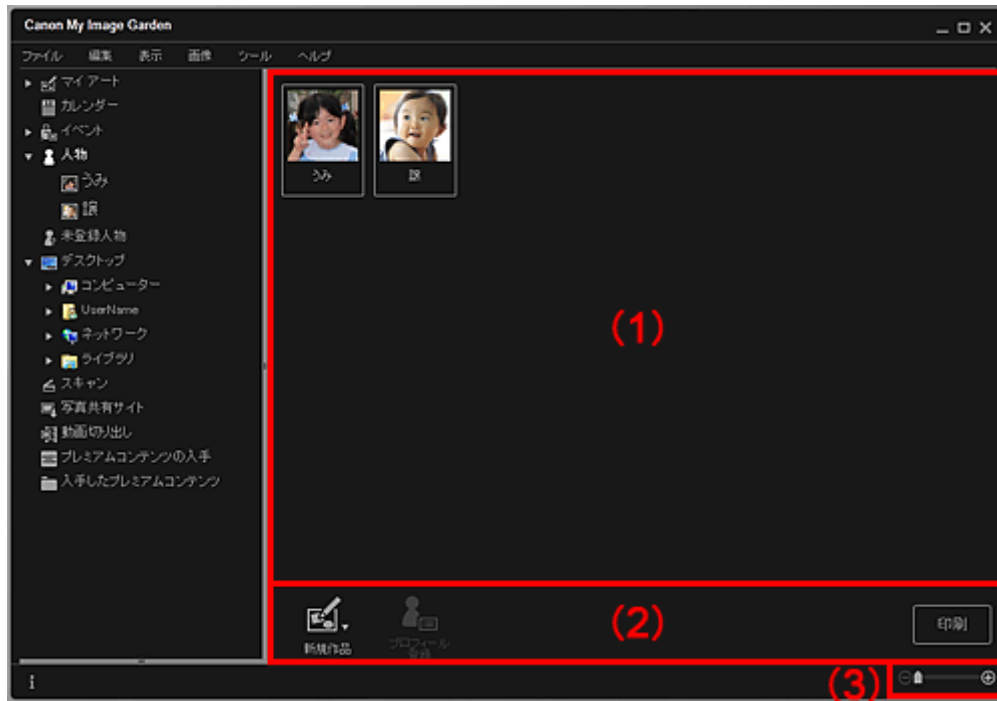 Canon My Image Garden
ファイル 編集 表示 画像 ツール ヘルプ
マイ アート
カレンダー
イベント
人物
うみ
譲
未登録人物
デスクトップ
コンピューター
UserName
ネットワーク
ライブラリ
スキャン
写真共有サイト
動画切り出し
プレミアムコンテンツの入手
入手したプレミアムコンテンツ
うみ 譲
(1)
新規作品
プロフィール
登録
(2)
印刷
(3)